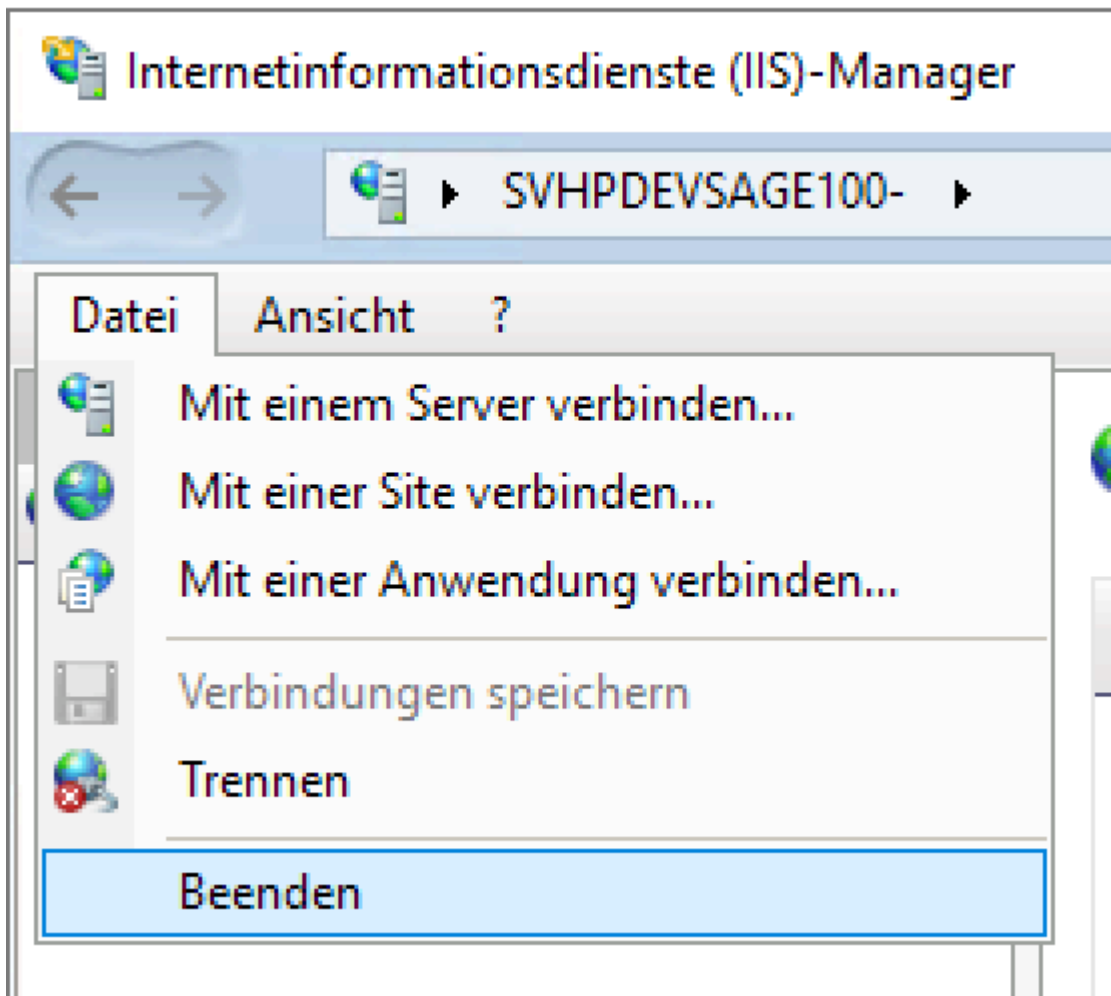 Internetinformationsdienste (IIS)-Manager
SVHPDEVSAGE100-
Datei Ansicht ?
Mit einem Server verbinden...
Mit einer Site verbinden...
Mit einer Anwendung verbinden...
Verbindungen speichern
Trennen
Beenden